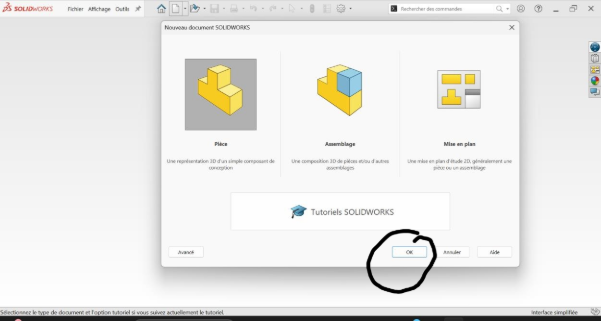 SOLIDWORKS Fichier Affichage Outils Rechercher des commandes
Nouveau document SOLIDWORKS
Pièce Assemblage Mise en plan
Une représentation 3D d'un simple composant de Une composition 3D de pièces et/ou d'autres Une mise en plan d'étude 2D, généralement une
conception assemblages pièce ou un assemblage
Tutoriels SOLIDWORKS
Avancé OK Annuler Aide
Sélectionnez le type de document et l'option tutoriel si vous suivez actuellement le tutoriel. Interface simplifiée